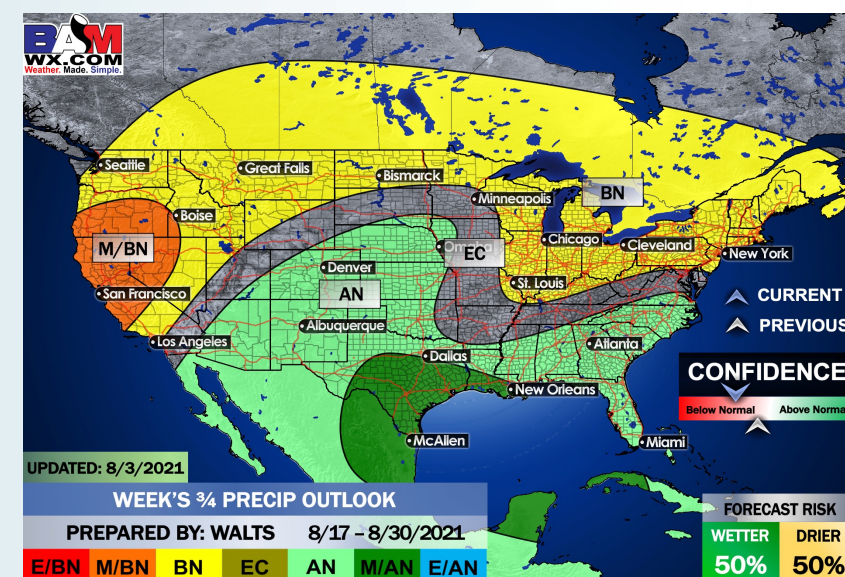 BAM
WX.COM
Weather. Made. Simple.
Seattle
Great Falls
Bismarck
Minneapolis
BN
Boise
M/BN
Omaha
EC
Chicago
Cleveland
New York
Denver
St. Louis
San Francisco
AN
CURRENT
Albuquerque
PREVIOUS
Los Angeles
Atlanta
Dallas
CONFIDENCE
New Orleans
Below Normal
Above Norma
McAllen
Miami
UPDATED: 8/3/2021
WEEK'S ¾ PRECIP OUTLOOK
PREPARED BY: WALTS 8/17 – 8/30/2021
E/BN M/BN BN EC AN M/AN E/AN
FORECAST RISK
WETTER DRIER
50% 50%